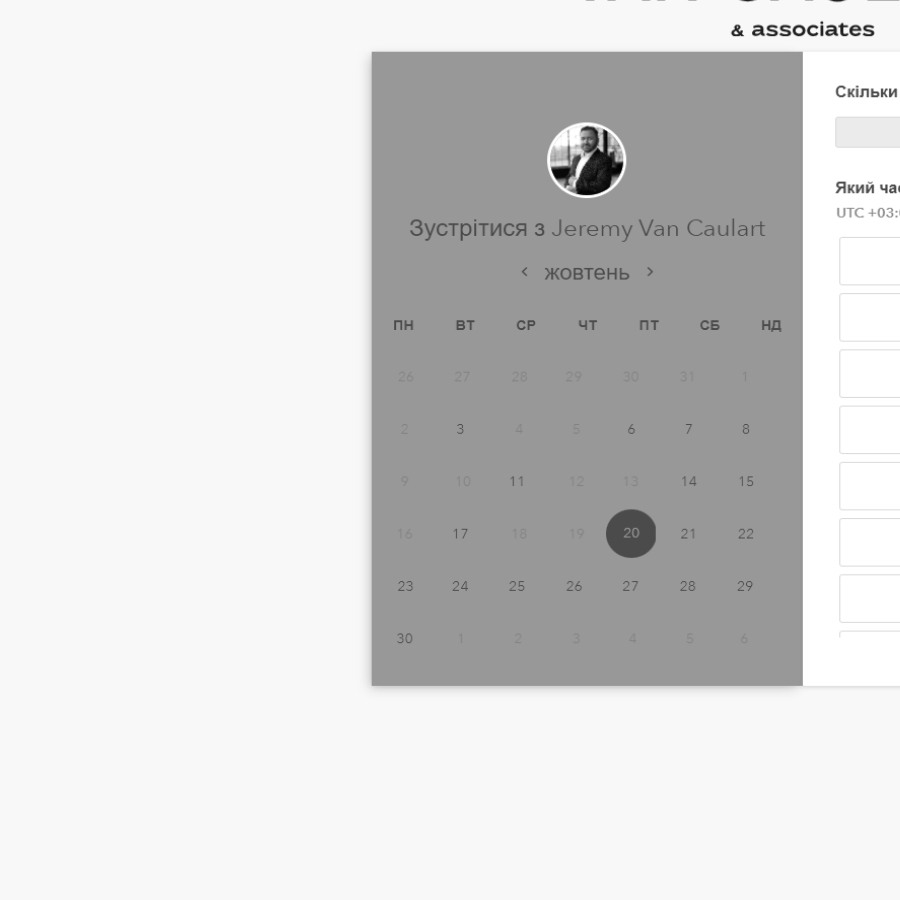 & associates
Зустрітися з Jeremy Van Caulart
жовтень
ПН ВТ СР ЧТ ПТ СБ НД
26 27 28 29 30 31 1
2 3 4 5 6 7 8
9 10 11 12 13 14 15
16 17 18 19 20 21 22
23 24 25 26 27 28 29
30 1 2 3 4 5 6
Скільки
Який
UTC